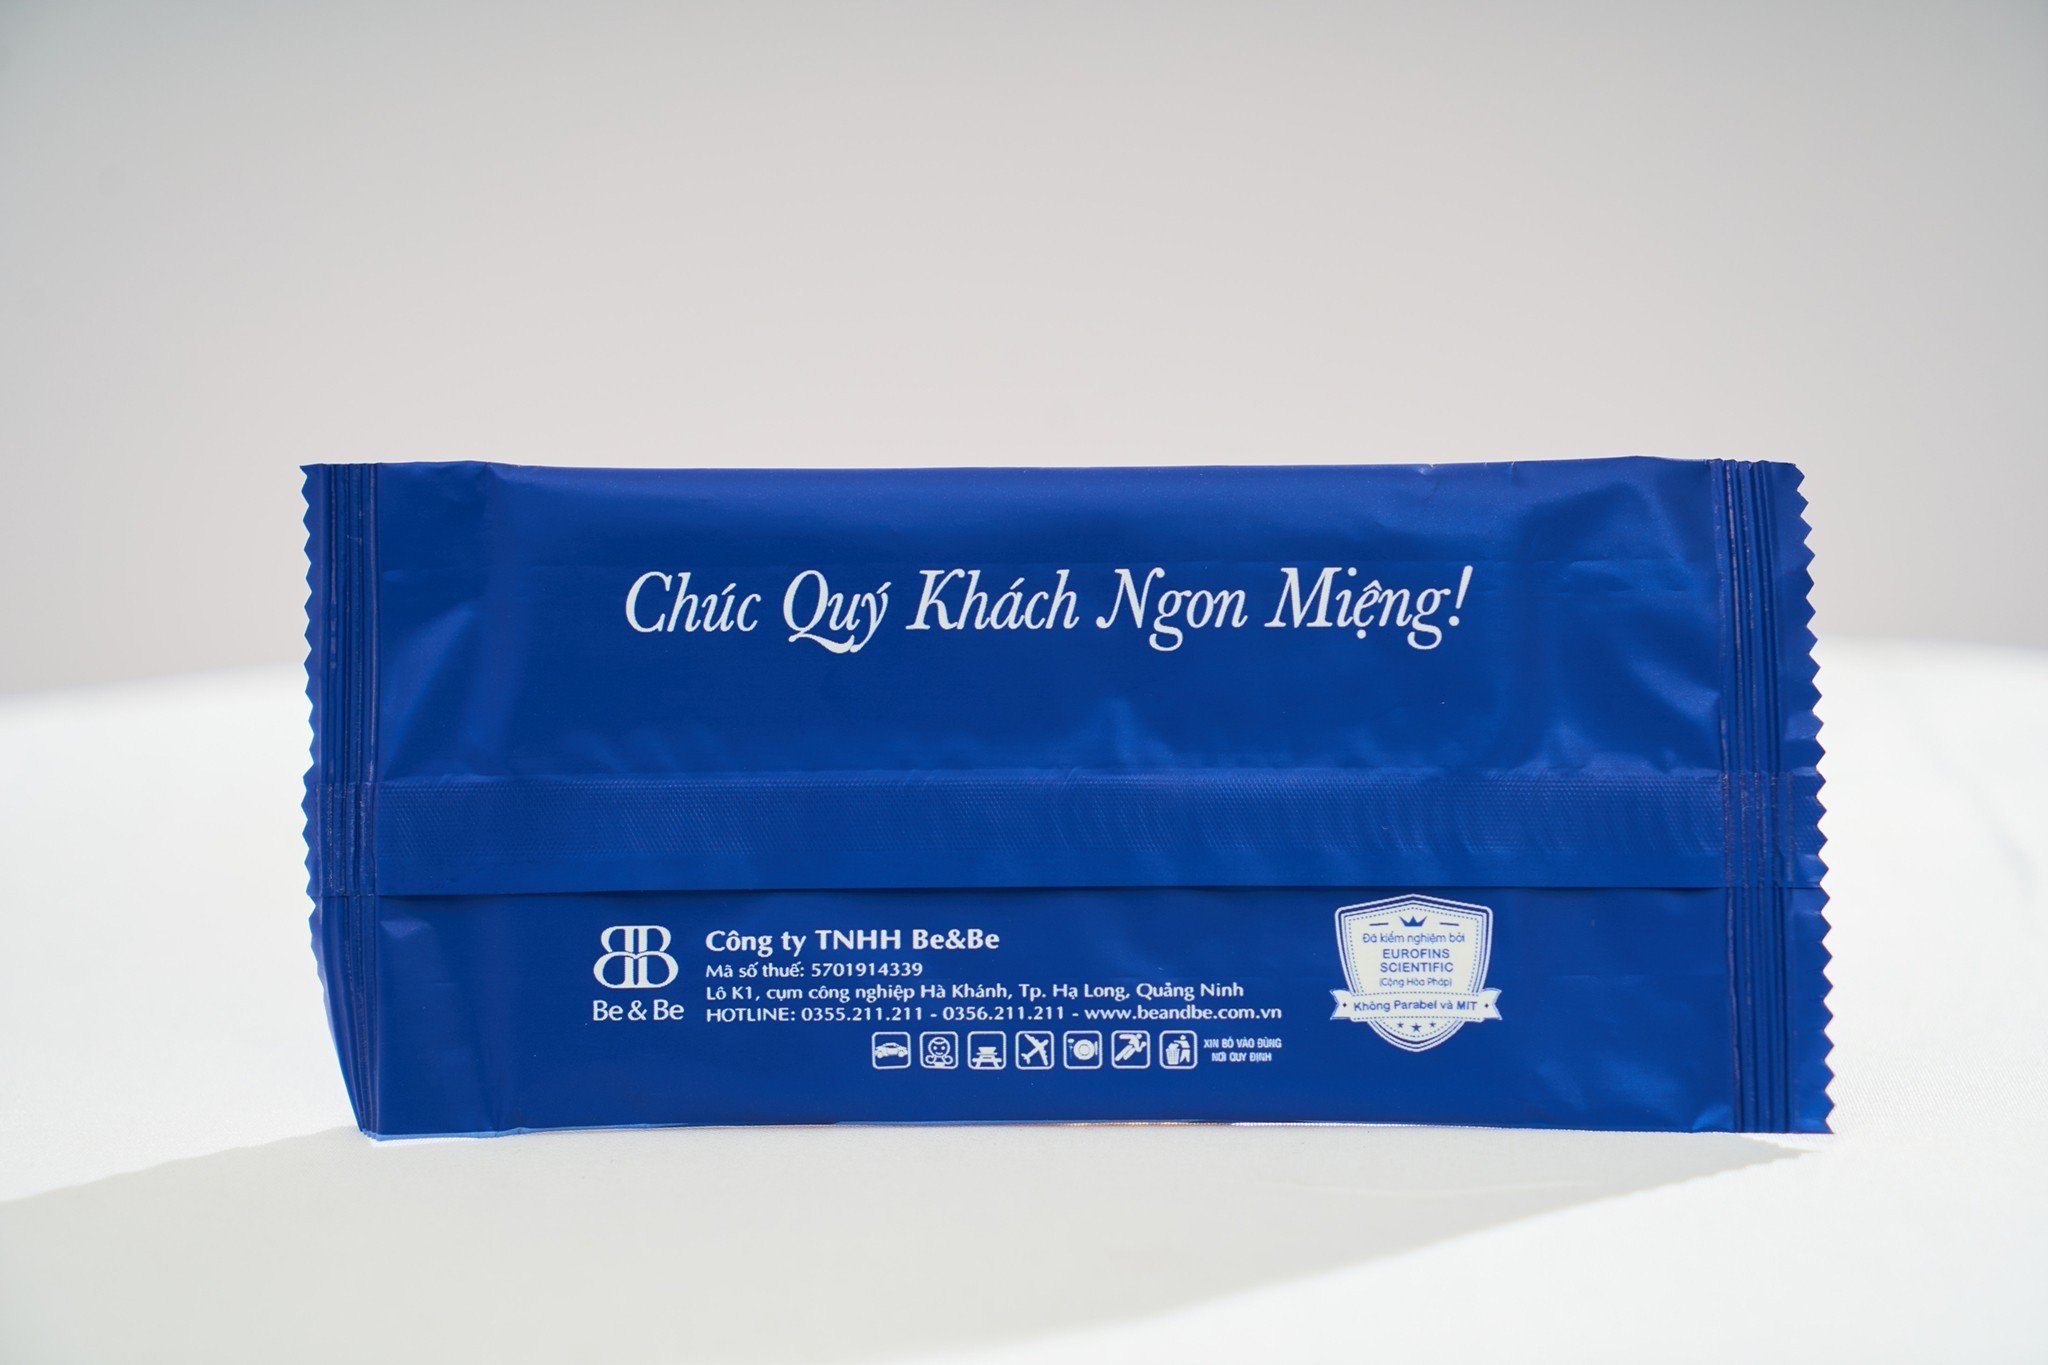 Chúc Quý Khách Ngon Miệng!
BB
Be & Be
Công ty TNHH Be&Be
Mã số thuế: 5701914339
Lô K1, cụm công nghiệp Hà Khánh, Tp. Hạ Long, Quảng Ninh
HOTLINE: 0355.211.211 - 0356.211.211 - www.beandbe.com.vn
XIN BỎ VÀO ĐÚNG
NƠI QUY ĐỊNH
Đã kiểm nghiệm bởi
EUROFINS
SCIENTIFIC
(Cộng Hòa Pháp)
Không Parabel và MIT